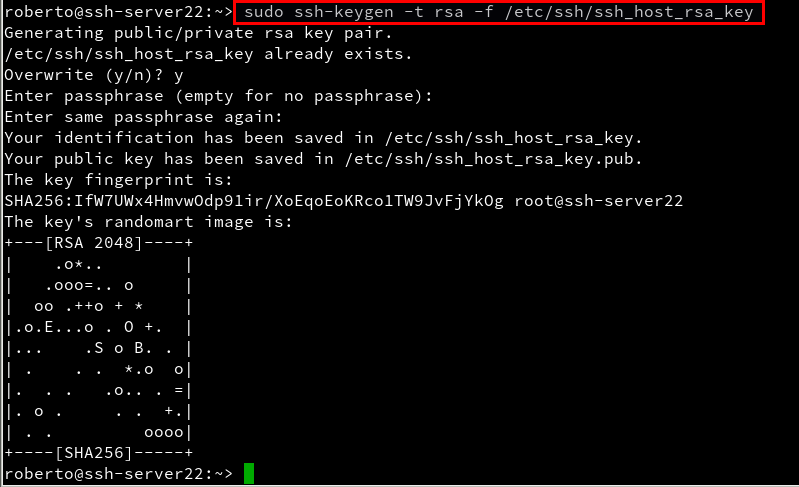 roberto@ssh-server22:~> sudo ssh-keygen -t rsa -f /etc/ssh/ssh_host_rsa_key
Generating public/private rsa key pair.
/etc/ssh/ssh_host_rsa_key already exists.
Overwrite (y/n)? y
Enter passphrase (empty for no passphrase):
Enter same passphrase again:
Your identification has been saved in /etc/ssh/ssh_host_rsa_key.
Your public key has been saved in /etc/ssh/ssh_host_rsa_key.pub.
The key fingerprint is:
SHA256:IfW7UWx4HmvwOdp91ir/XoEqoEoKRco1TW9JvFjYkOg root@ssh-server22
The key's randomart image is:
+---[RSA 2048]----+
|    .o*..        |
|   .ooo=.. o     |
|  oo .++o + *    |
|.o.E...o . O +.  |
|...    .S o B. . |
| .    . .  *.o  o|
|.  . .   .o.. . =|
|. o .     . .  +.|
| . .         oooo|
+----[SHA256]-----+
roberto@ssh-server22:~>